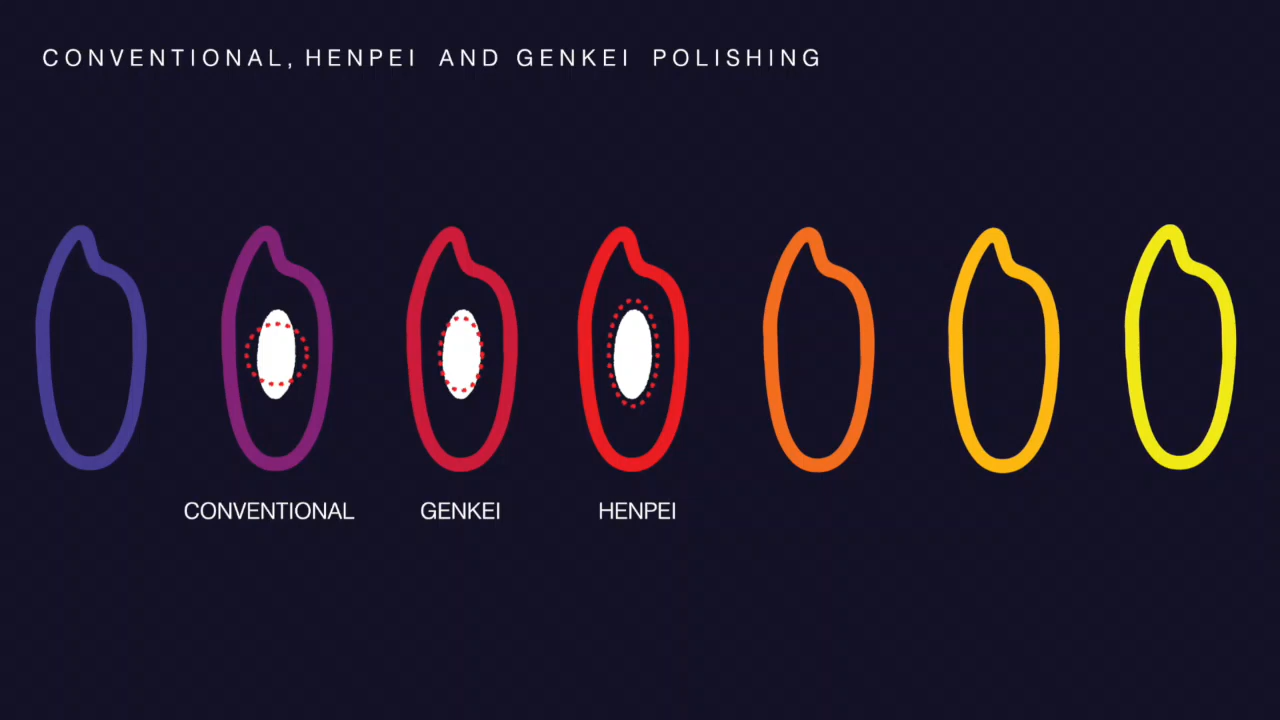 CONVENTIONAL, HENPEI AND GENKEI POLISHING
CONVENTIONAL
GENKEI
HENPEI